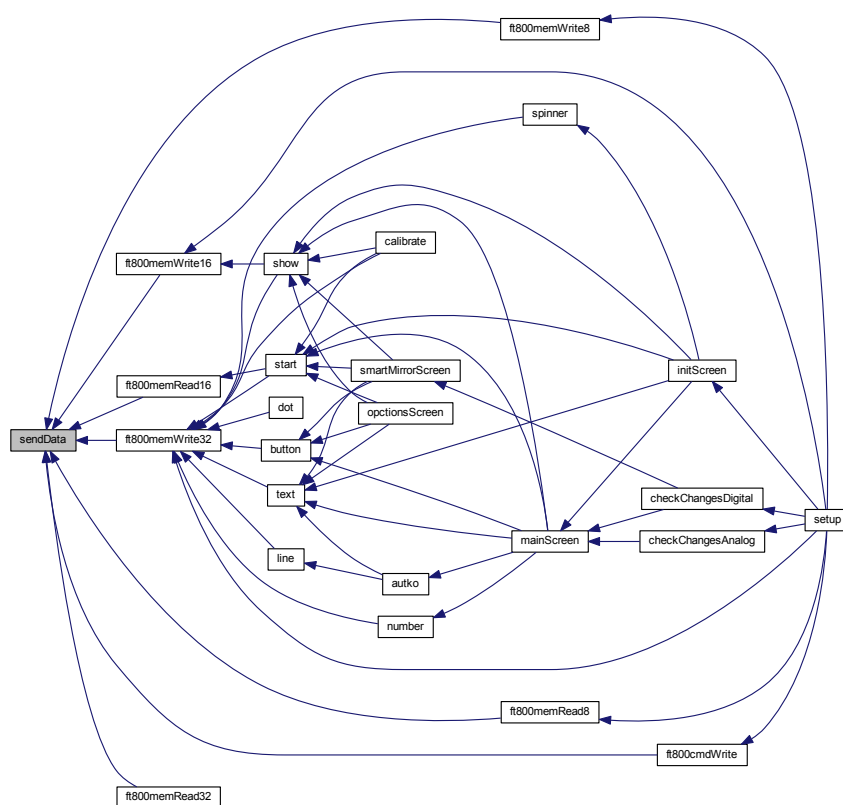 ft800memWrite8
spinner
calibrate
show
ft800memWrite16
start
smartMirrorScreen
initScreen
ft800memRead16
dot
opctionsScreen
sendData
ft800memWrite32
button
text
checkChangesDigital
setup
mainScreen
checkChangesAnalog
line
autko
number
ft800memRead8
ft800cmdWrite
ft800memRead32